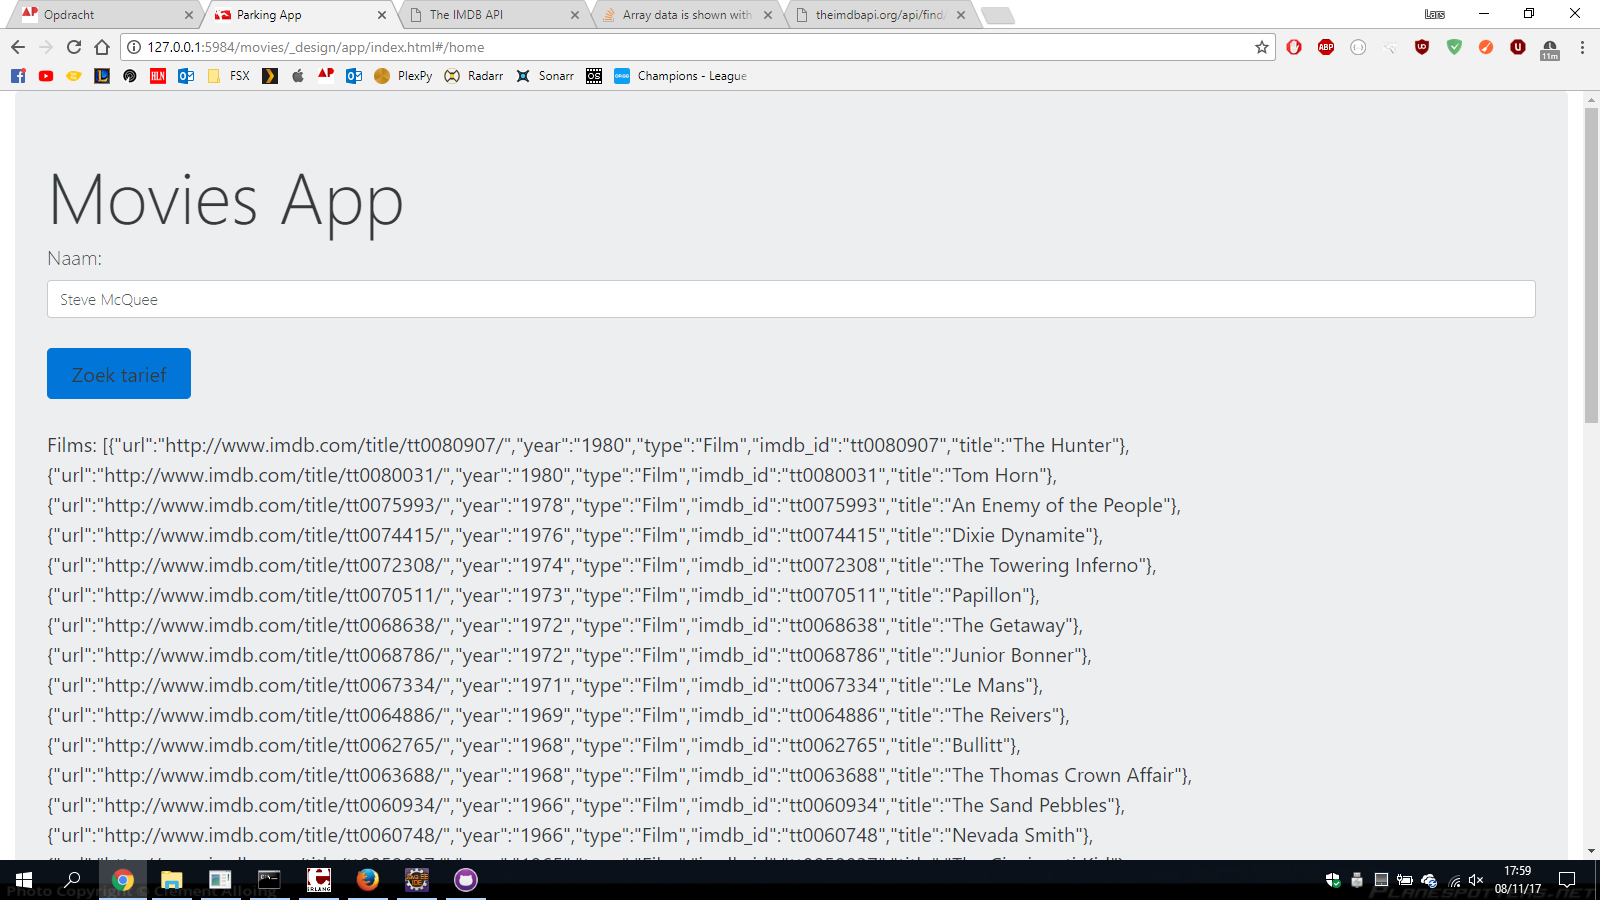 Opdracht
Parking App
The IMDB API
Array data is shown with
theimdbapi.org/api/find/
Lars
127.0.0.1:5984/movies/_design/app/index.html#/home
ABP
UD
U
11m
HLN
FSX
AP
PlexPy
Radarr
Sonarr
OS
Champions - League
Movies App
Naam:
Steve McQuee
Zoek tarief
Films: [{"url":"http://www.imdb.com/title/tt0080907/","year":"1980","type":"Film","imdb_id":"tt0080907","title":"The Hunter"},
{"url":"http://www.imdb.com/title/tt0080031/","year":"1980","type":"Film","imdb_id":"tt0080031","title":"Tom Horn"},
{"url":"http://www.imdb.com/title/tt0075993/","year":"1978","type":"Film","imdb_id":"tt0075993","title":"An Enemy of the People"},
{"url":"http://www.imdb.com/title/tt0074415/","year":"1976","type":"Film","imdb_id":"tt0074415","title":"Dixie Dynamite"},
{"url":"http://www.imdb.com/title/tt0072308/","year":"1974","type":"Film","imdb_id":"tt0072308","title":"The Towering Inferno"},
{"url":"http://www.imdb.com/title/tt0070511/","year":"1973","type":"Film","imdb_id":"tt0070511","title":"Papillon"},
{"url":"http://www.imdb.com/title/tt0068638/","year":"1972","type":"Film","imdb_id":"tt0068638","title":"The Getaway"},
{"url":"http://www.imdb.com/title/tt0068786/","year":"1972","type":"Film","imdb_id":"tt0068786","title":"Junior Bonner"},
{"url":"http://www.imdb.com/title/tt0067334/","year":"1971","type":"Film","imdb_id":"tt0067334","title":"Le Mans"},
{"url":"http://www.imdb.com/title/tt0064886/","year":"1969","type":"Film","imdb_id":"tt0064886","title":"The Reivers"},
{"url":"http://www.imdb.com/title/tt0062765/","year":"1968","type":"Film","imdb_id":"tt0062765","title":"Bullitt"},
{"url":"http://www.imdb.com/title/tt0063688/","year":"1968","type":"Film","imdb_id":"tt0063688","title":"The Thomas Crown Affair"},
{"url":"http://www.imdb.com/title/tt0060934/","year":"1966","type":"Film","imdb_id":"tt0060934","title":"The Sand Pebbles"},
{"url":"http://www.imdb.com/title/tt0060748/","year":"1966","type":"Film","imdb_id":"tt0060748","title":"Nevada Smith"},
ERLANG
17:59
08/11/17
Photo Copyright © Clement Alloing
PLANESPOTTERS.NET